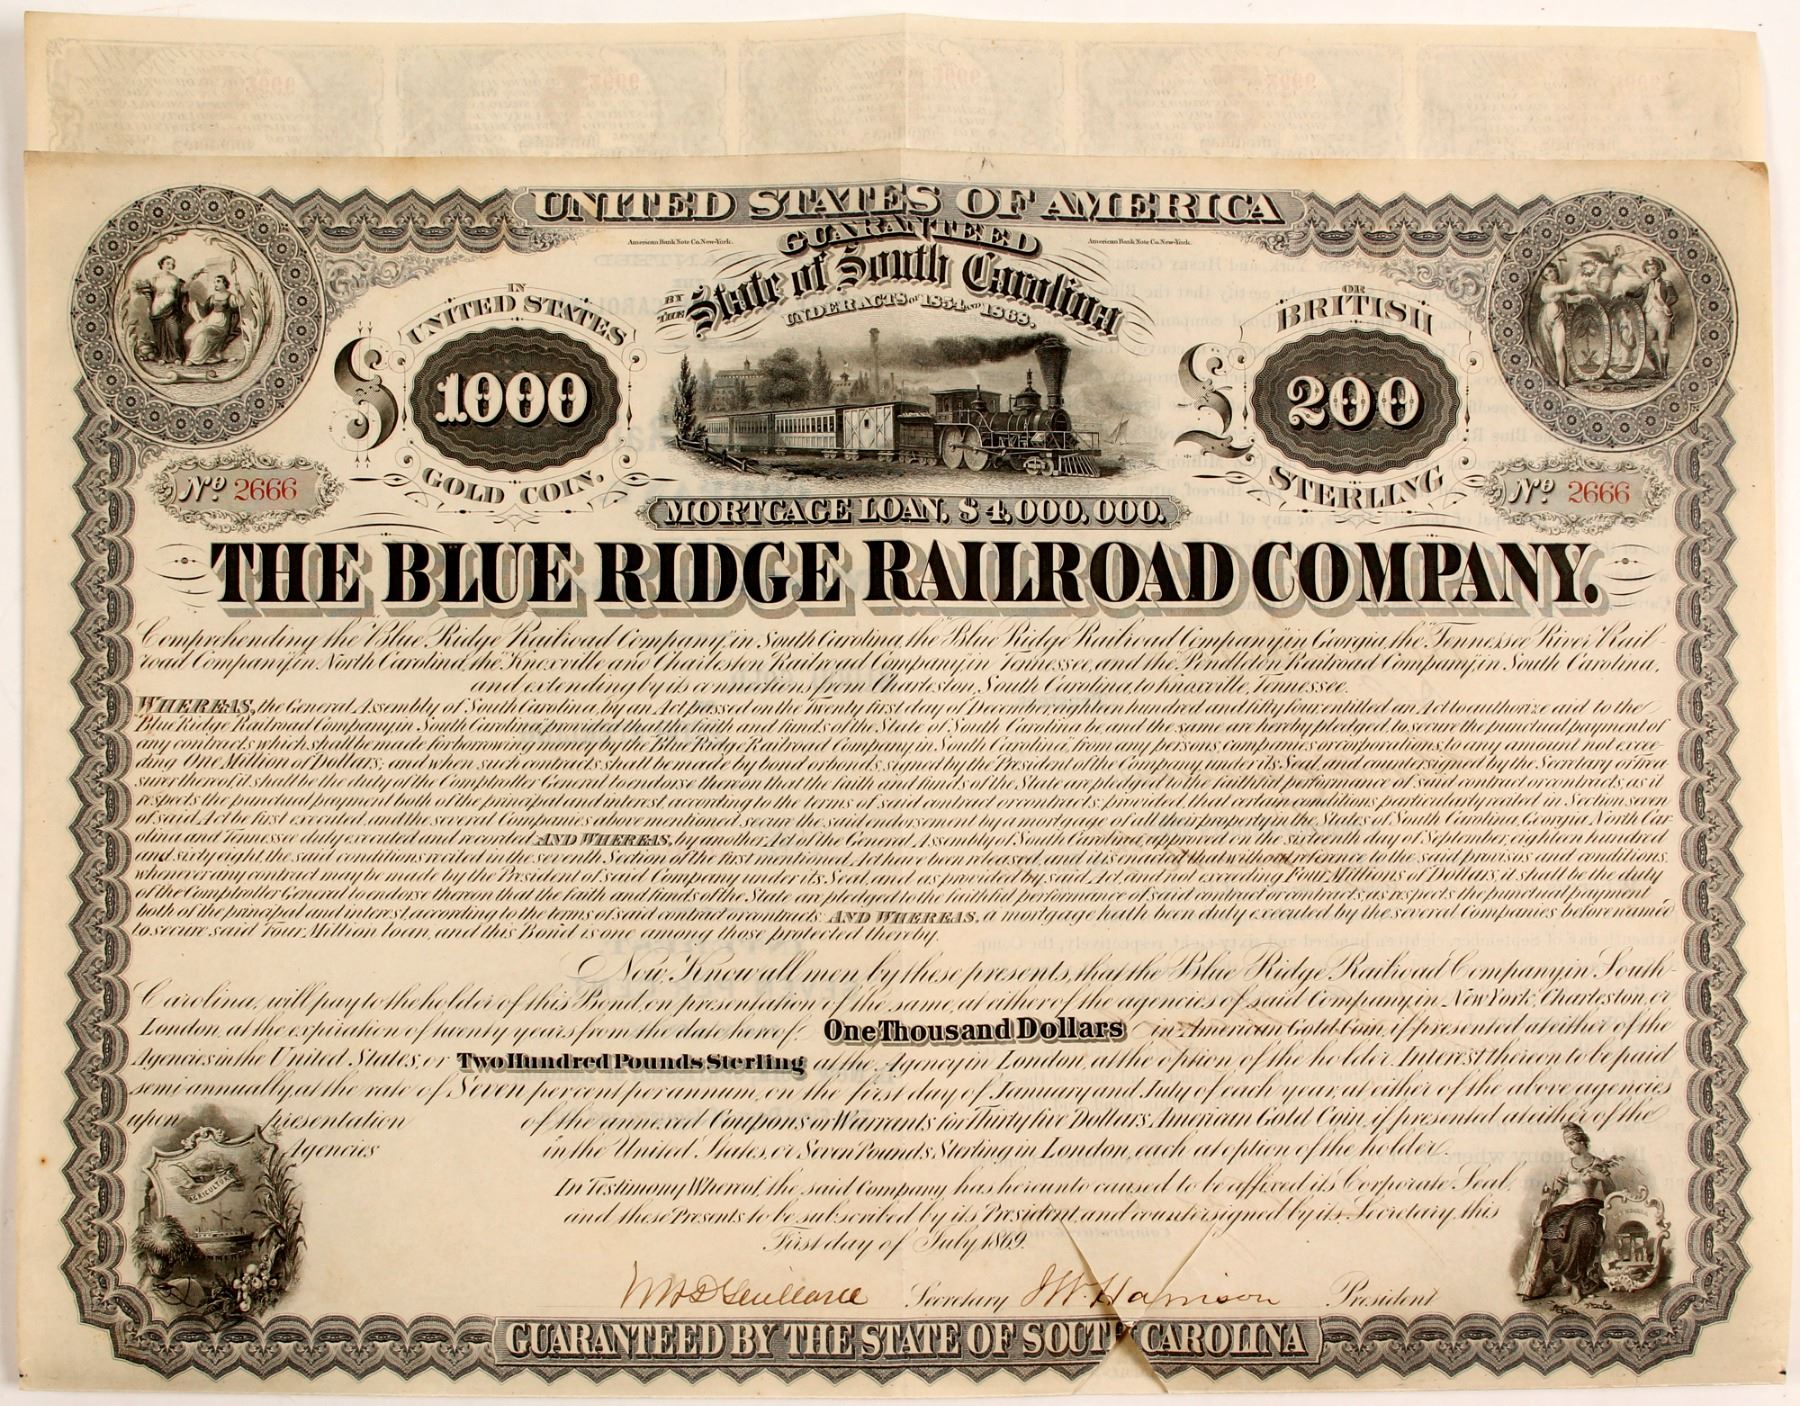 UNITED STATES OF AMERICA
American Bank Note Co. New-York.
GUARANTEED
American Bank Note Co. New-York.
BY THE State of South Carolina
UNDER ACTS OF 1854 AND 1868.
IN UNITED STATES
$ 1000
GOLD COIN.
OR BRITISH
£ 200
STERLING
No 2666
No 2666
MORTGAGE LOAN, $4,000,000.
THE BLUE RIDGE RAILROAD COMPANY.
Comprehending the "Blue Ridge Railroad Company," in South Carolina, the "Blue Ridge Railroad Company," in Georgia, the "Tennessee River Rail-
road Company," in North Carolina, the "Knoxville and Charleston Railroad Company," in Tennessee, and the "Pendleton Railroad Company," in South Carolina,
and extending by its connections from Charleston, South Carolina, to Knoxville, Tennessee.
WHEREAS, the General Assembly of South Carolina, by an Act passed on the twenty first day of December, eighteen hundred and fifty four, entitled an Act to authorize aid to the
Blue Ridge Railroad Company, in South Carolina, provided that the faith and funds of the State of South Carolina be and the same are hereby pledged, to secure the punctual payment of
any contracts which shall be made for borrowing money by the Blue Ridge Railroad Company in South Carolina, from any persons, companies or corporations, to any amount not excee-
ding One Million of Dollars; and when such contracts shall be made by bond or bonds, signed by the President of the Company, under its Seal, and countersigned by the Secretary or Trea
surer thereof, it shall be the duty of the Comptroller General to endorse thereon that the faith and funds of the State are pledged to the faithful performance of said contract or contracts, as it
respects the punctual payment both of the principal and interest, according to the terms of said contract or contracts: provided, that certain conditions particularly recited in Section seven
of said Act be first executed, and the several Companies above mentioned secure the said endorsement by a mortgage of all their property in the States of South Carolina, Georgia, North Car-
olina and Tennessee duly executed and recorded AND WHEREAS, by another Act of the General Assembly of South Carolina, approved on the sixteenth day of September, eighteen hundred
and sixty eight, the said conditions recited in the seventh Section of the first mentioned Act have been released, and it is enacted that without reference to the said provisos and conditions,
whenever any contract may be made by the President of said Company under its Seal, and as provided by said Act, and not exceeding Four Millions of Dollars, it shall be the duty
of the Comptroller General to endorse thereon that the faith and funds of the State are pledged to the faithful performance of said contract or contracts, as respects the punctual payment
both of the principal and interest, according to the terms of said contract or contracts: AND WHEREAS, a mortgage hath been duly executed by the several Companies before named
to secure said Four Million loan, and this Bond is one among those protected thereby.
Now, Know all men by these presents, that the Blue Ridge Railroad Company, in South-
Carolina, will pay to the holder of this Bond, on presentation of the same, at either of the agencies of said Company, in New York, Charleston, or
London, at the expiration of twenty years from the date hereof: One Thousand Dollars in American Gold Coin, if presented at either of the
Agencies in the United States, or Two Hundred Pounds Sterling at the Agency in London, at the option of the holder. Interest thereon to be paid
semi-annually, at the rate of Seven per cent per annum, on the first day of January and July of each year, at either of the above agencies
upon presentation of the annexed Coupons or Warrants for Thirty five Dollars, American Gold Coin, if presented at either of the
Agencies in the United States, or Seven Pounds Sterling in London, each at option of the holder.
In Testimony Whereof, the said Company has hereunto caused to be affixed its Corporate Seal,
and these Presents to be subscribed by its President, and countersigned by its Secretary, this
First day of July 1869.
AGRICULTURE
Secretary J W Harrison President
GUARANTEED BY THE STATE OF SOUTH CAROLINA